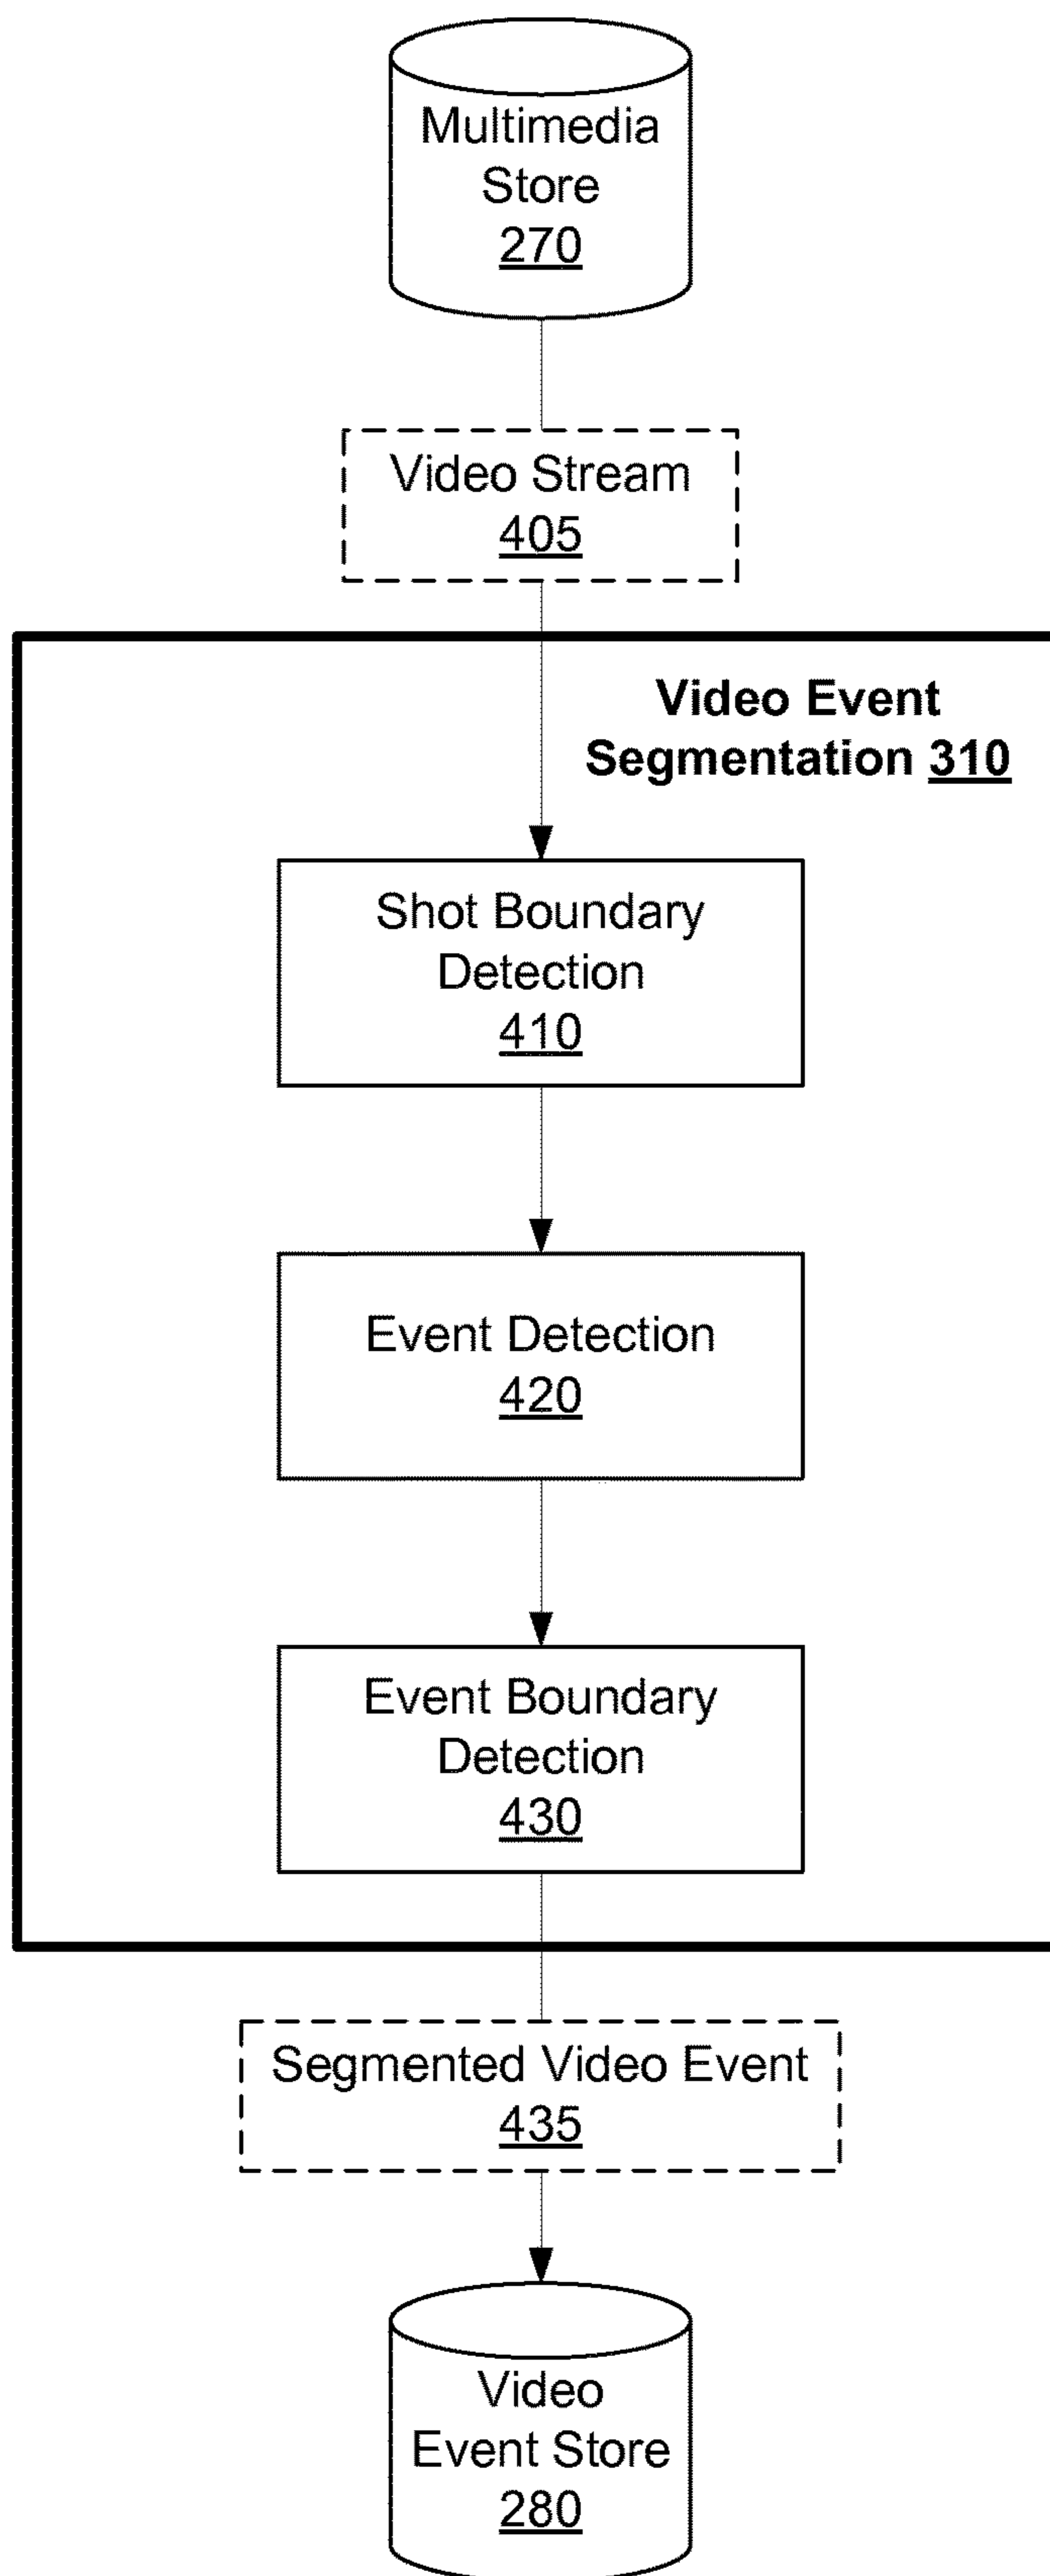 Multimedia
Store
270
Video Stream
405
Video Event
Segmentation 310
Shot Boundary
Detection
410
Event Detection
420
Event Boundary
Detection
430
Segmented Video Event
435
Video
Event Store
280